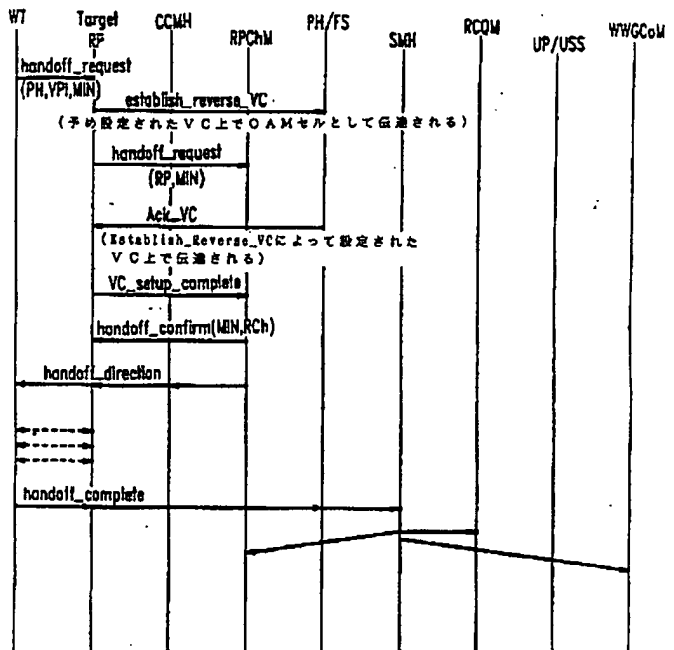 WT
Target
RP
CCMH
RPChM
PH/FS
SMH
RCOM
UP/USS
WWGCoM
handoff_request
(PH,VPI,MIN)
establish_reverse_VC
(予め設定されたVC上でOAMセルとして伝達される)
handoff_request
(RP,MIN)
Ack_VC
(Establish_Reverse_VCによって設定された
VC上で伝達される)
VC_setup_complete
handoff_confirm(MIN,RCh)
handoff_direction
handoff_complete